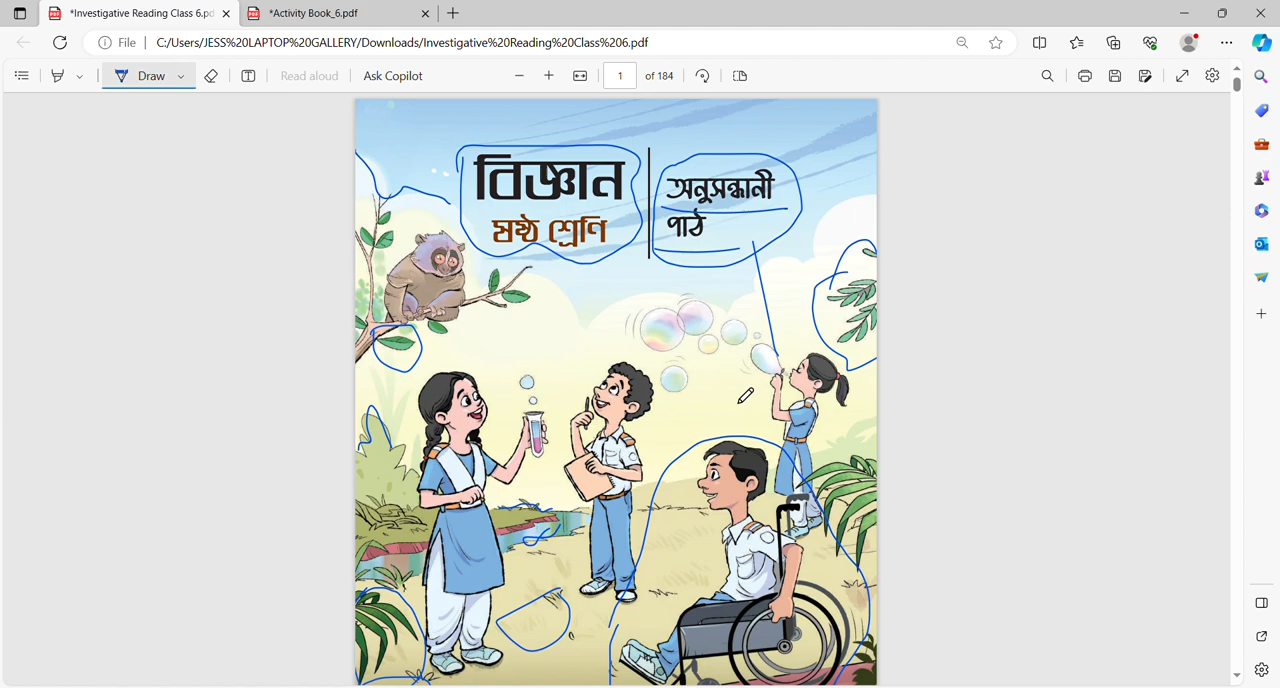 *Investigative Reading Class 6.pd
*Activity Book_6.pdf
File
C:/Users/JESS%20LAPTOP%20GALLERY/Downloads/Investigative%20Reading%20Class%206.pdf
Draw
Read aloud
Ask Copilot
1
of 184
বিজ্ঞান
ষষ্ঠ শ্রেণি
অনুসন্ধানী
পাঠ